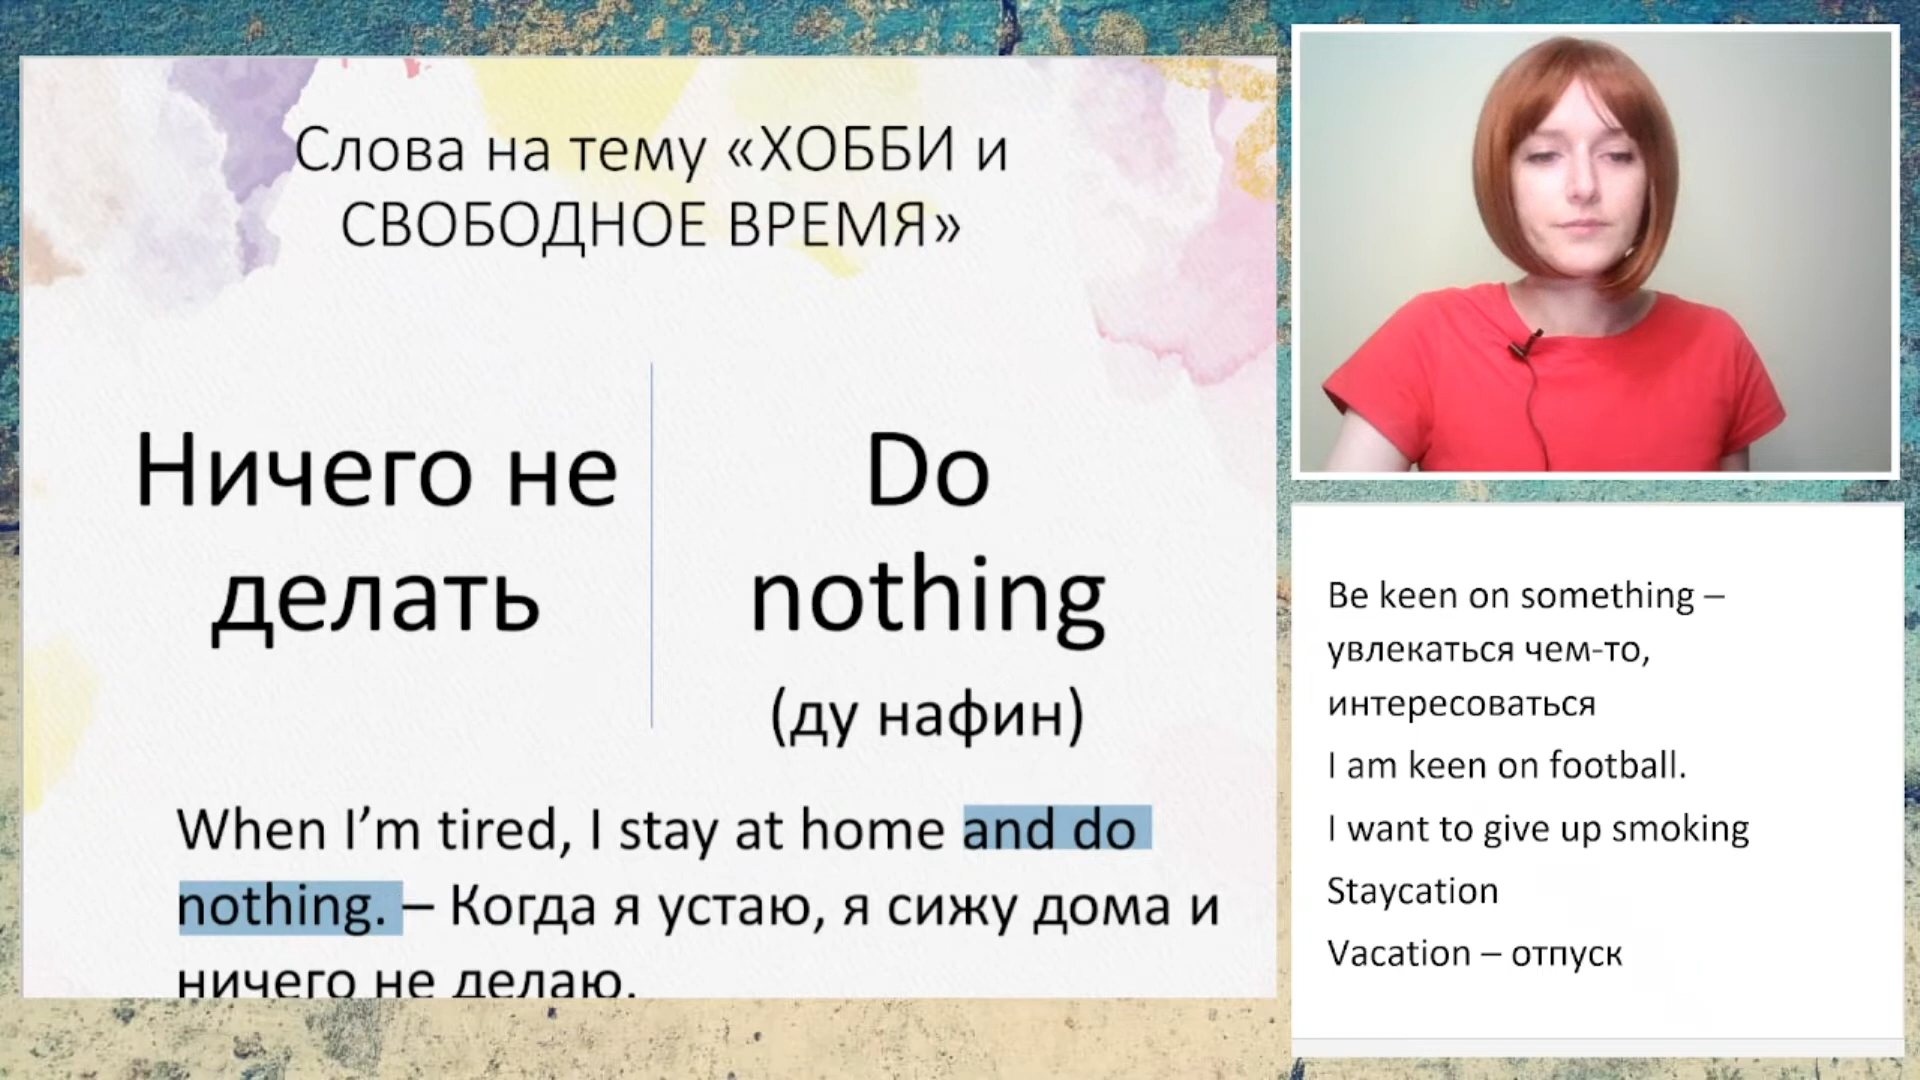 Слова на тему «ХОББИ и
СВОБОДНОЕ ВРЕМЯ»
Ничего не
делать
Do
nothing
(ду нафин)
When I’m tired, I stay at home and do
nothing. – Когда я устаю, я сижу дома и
ничего не делаю.
Be keen on something –
увлекаться чем-то,
интересоваться
I am keen on football.
I want to give up smoking
Staycation
Vacation – отпуск